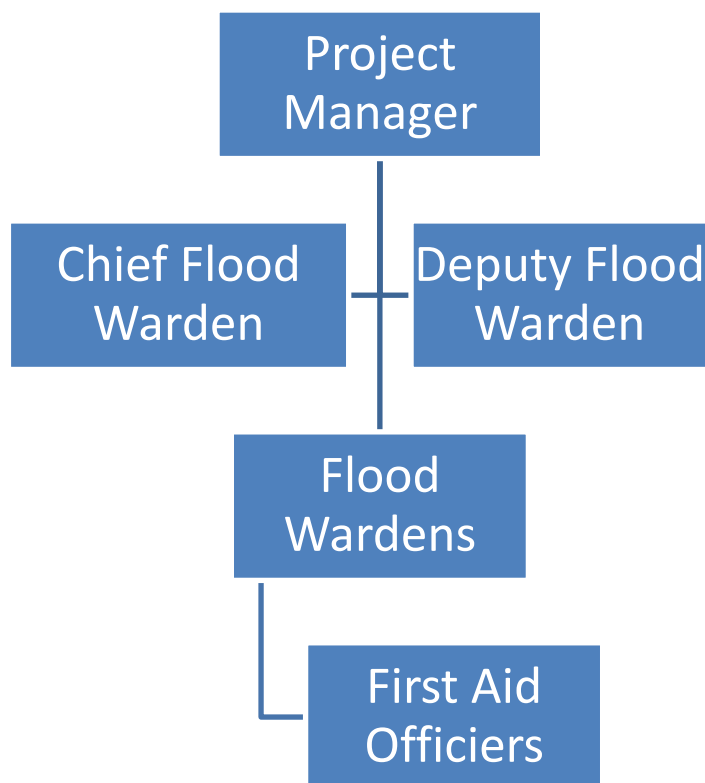 Project
Manager
Chief Flood
Warden
Deputy Flood
Warden
Flood
Wardens
First Aid
Officiers